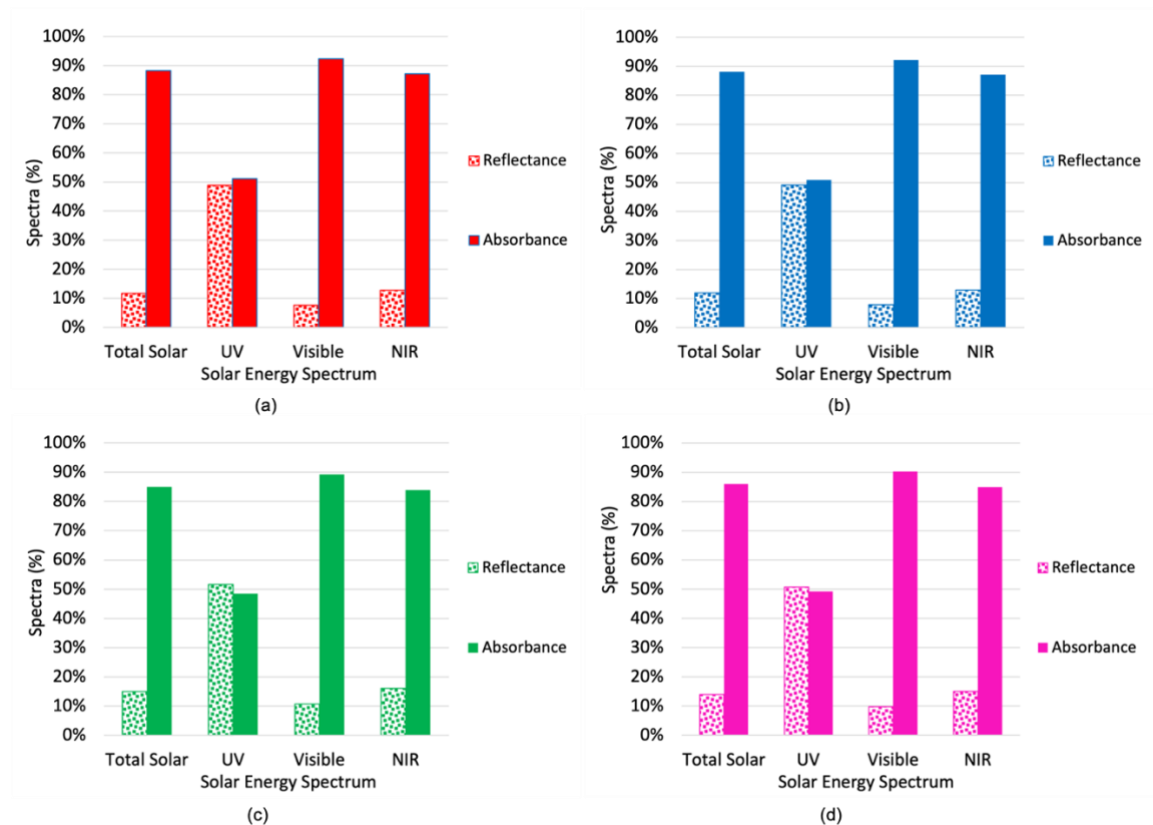 100%
90%
80%
70%
60%
50%
40%
30%
20%
10%
0%
Spectra (%)
Total Solar UV Visible NIR
Solar Energy Spectrum
Reflectance
Absorbance
(a)
100%
90%
80%
70%
60%
50%
40%
30%
20%
10%
0%
Spectra (%)
Total Solar UV Visible NIR
Solar Energy Spectrum
Reflectance
Absorbance
(b)
100%
90%
80%
70%
60%
50%
40%
30%
20%
10%
0%
Spectra (%)
Total Solar UV Visible NIR
Solar Energy Spectrum
Reflectance
Absorbance
(c)
100%
90%
80%
70%
60%
50%
40%
30%
20%
10%
0%
Spectra (%)
Total Solar UV Visible NIR
Solar Energy Spectrum
Reflectance
Absorbance
(d)